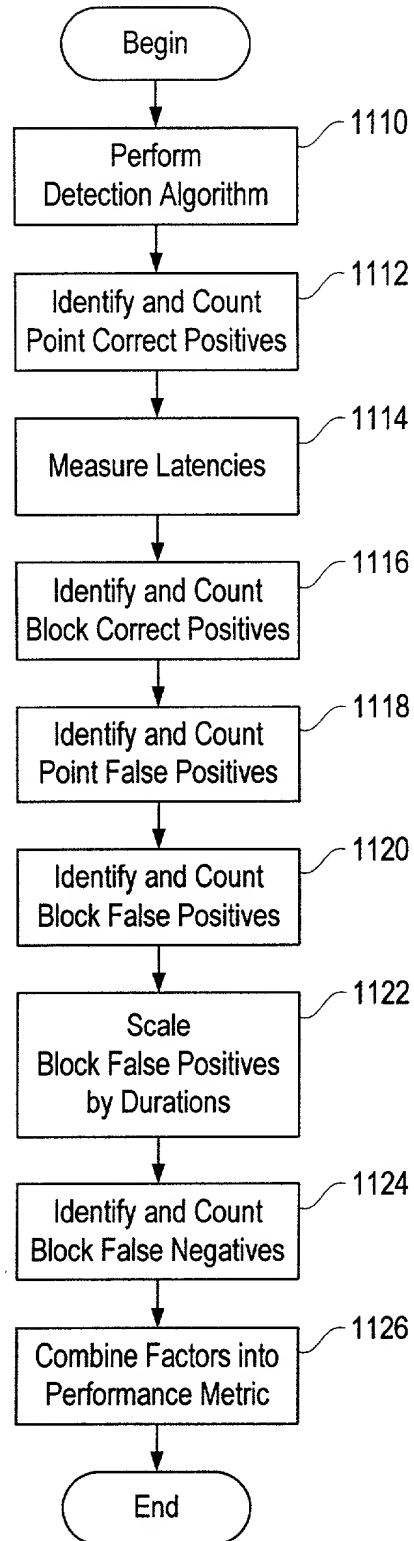 Begin
1110
Perform
Detection Algorithm
1112
Identify and Count
Point Correct Positives
1114
Measure Latencies
1116
Identify and Count
Block Correct Positives
1118
Identify and Count
Point False Positives
1120
Identify and Count
Block False Positives
1122
Scale
Block False Positives
by Durations
1124
Identify and Count
Block False Negatives
1126
Combine Factors into
Performance Metric
End